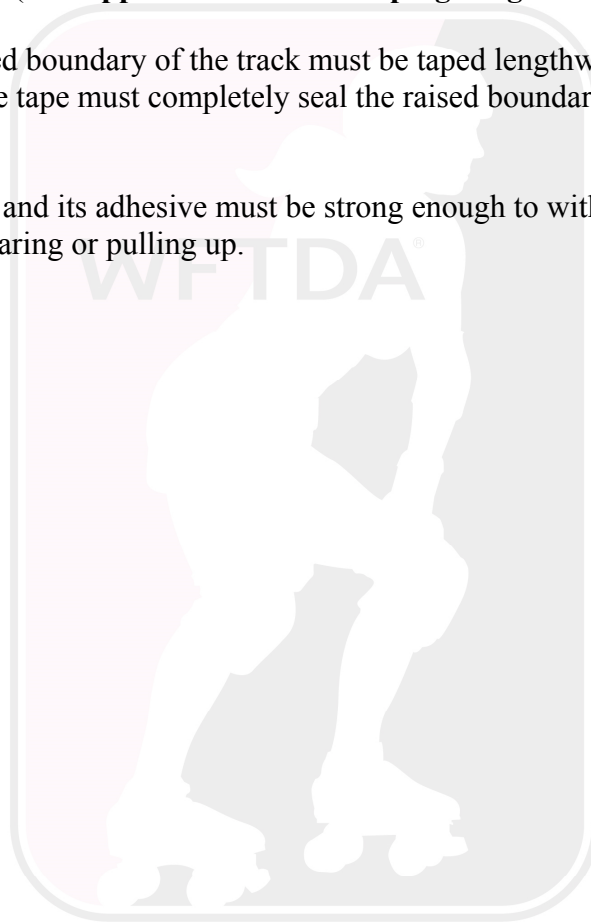 ed boundary of the track must be taped lengthw
e tape must completely seal the raised boundar
and its adhesive must be strong enough to with
aring or pulling up.
WFTDA®